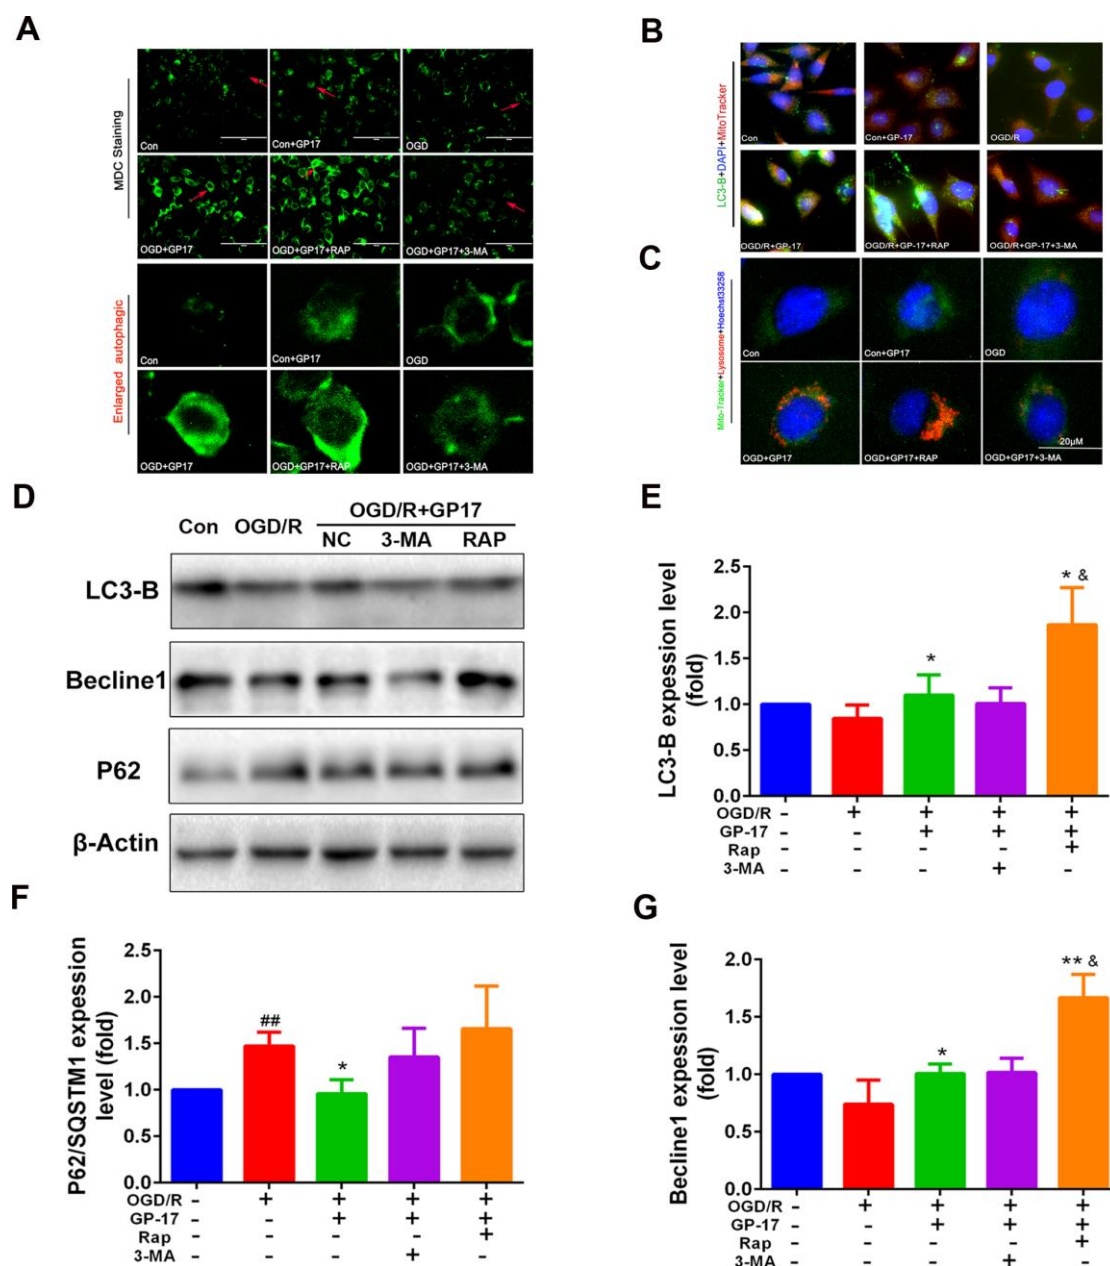 A
MDC Staining
Con
Con+GP17
OGD
OGD+GP17
OGD+GP17+RAP
OGD+GP17+3-MA
Enlarged autophagic
Con
Con+GP17
OGD
OGD+GP17
OGD+GP17+RAP
OGD+GP17+3-MA
B
LC3-B+DAPI+MitoTracker
Con
Con+GP-17
OGD/R
OGD/R+GP-17
OGD/R+GP-17+RAP
OGD/R+GP-17+3-MA
C
Mito-Tracker+Lysosome+Hoechst33258
Con
Con+GP17
OGD
OGD+GP17
OGD+GP17+RAP
20μM
OGD+GP17+3-MA
D
OGD/R+GP17
Con OGD/R NC 3-MA RAP
LC3-B
Becline1
P62
β-Actin
E
LC3-B expession level
(fold)
2.5
2.0
1.5
1.0
0.5
0.0
*
* &
OGD/R - + + + +
GP-17 - - + + +
Rap - - - - +
3-MA - - - + -
F
P62/SQSTM1 expession
level (fold)
2.5
2.0
1.5
1.0
0.5
0.0
##
*
OGD/R - + + + +
GP-17 - - + + +
Rap - - - - +
3-MA - - - + -
G
Becline1 expession level
(fold)
2.0
1.5
1.0
0.5
0.0
*
** &
OGD/R - + + + +
GP-17 - - + + +
Rap - - - - +
3-MA - - - + -